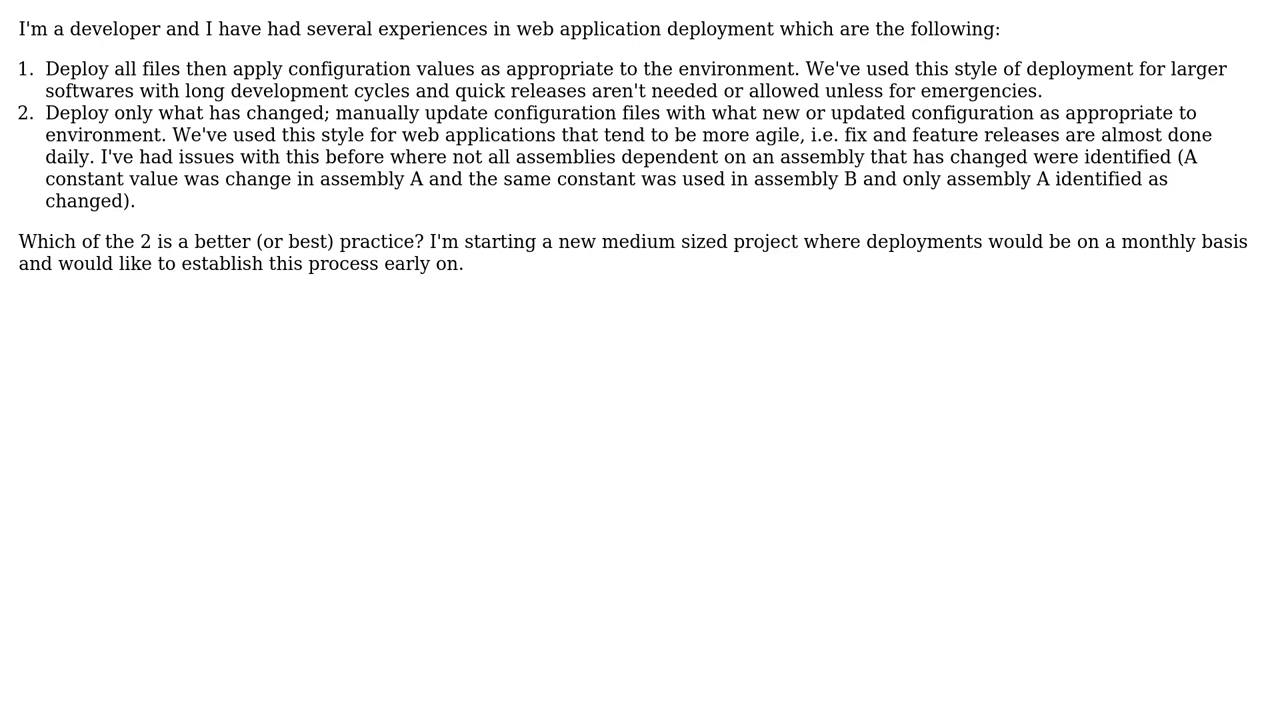 I'm a developer and I have had several experiences in web application deployment which are the following:
1. Deploy all files then apply configuration values as appropriate to the environment. We've used this style of deployment for larger
softwares with long development cycles and quick releases aren't needed or allowed unless for emergencies.
2. Deploy only what has changed; manually update configuration files with what new or updated configuration as appropriate to
environment. We've used this style for web applications that tend to be more agile, i.e. fix and feature releases are almost done
daily. I've had issues with this before where not all assemblies dependent on an assembly that has changed were identified (A
constant value was change in assembly A and the same constant was used in assembly B and only assembly A identified as
changed).
Which of the 2 is a better (or best) practice? I'm starting a new medium sized project where deployments would be on a monthly basis
and would like to establish this process early on.